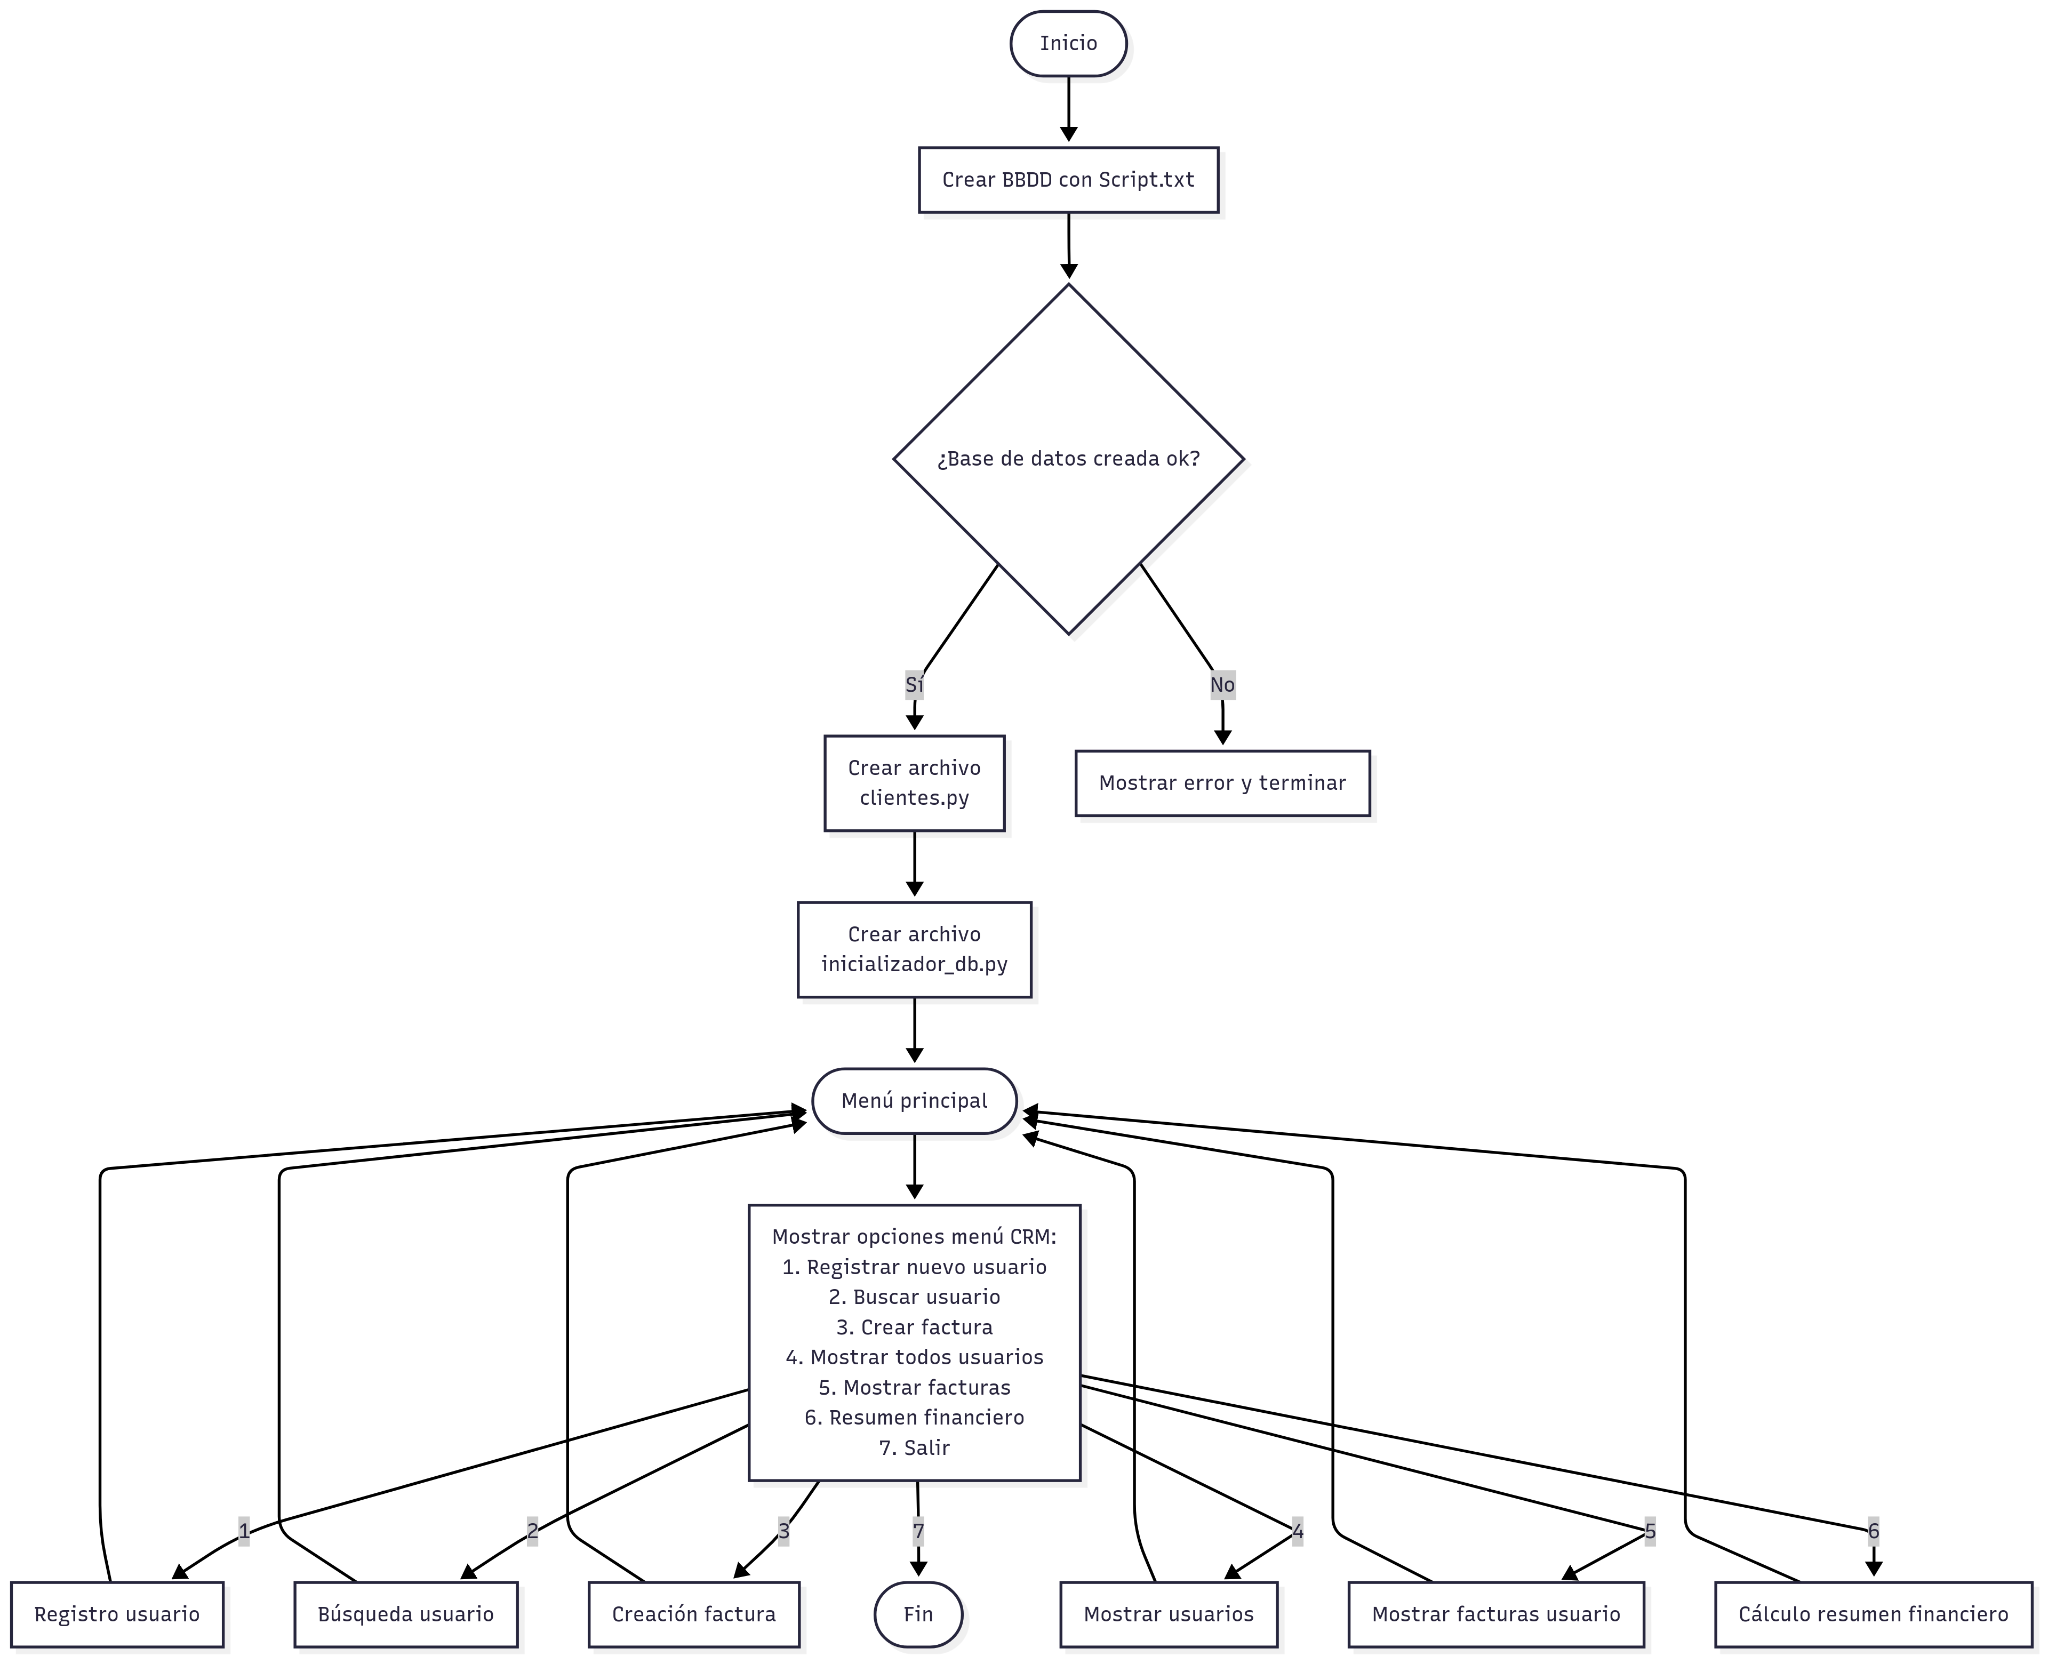 Inicio
Crear BBDD con Script.txt
¿Base de datos creada ok?
Sí
No
Crear archivo
clientes.py
Mostrar error y terminar
Crear archivo
inicializador_db.py
Menú principal
Mostrar opciones menú CRM:
1. Registrar nuevo usuario
2. Buscar usuario
3. Crear factura
4. Mostrar todos usuarios
5. Mostrar facturas
6. Resumen financiero
7. Salir
1
2
3
7
4
5
6
Registro usuario
Búsqueda usuario
Creación factura
Fin
Mostrar usuarios
Mostrar facturas usuario
Cálculo resumen financiero